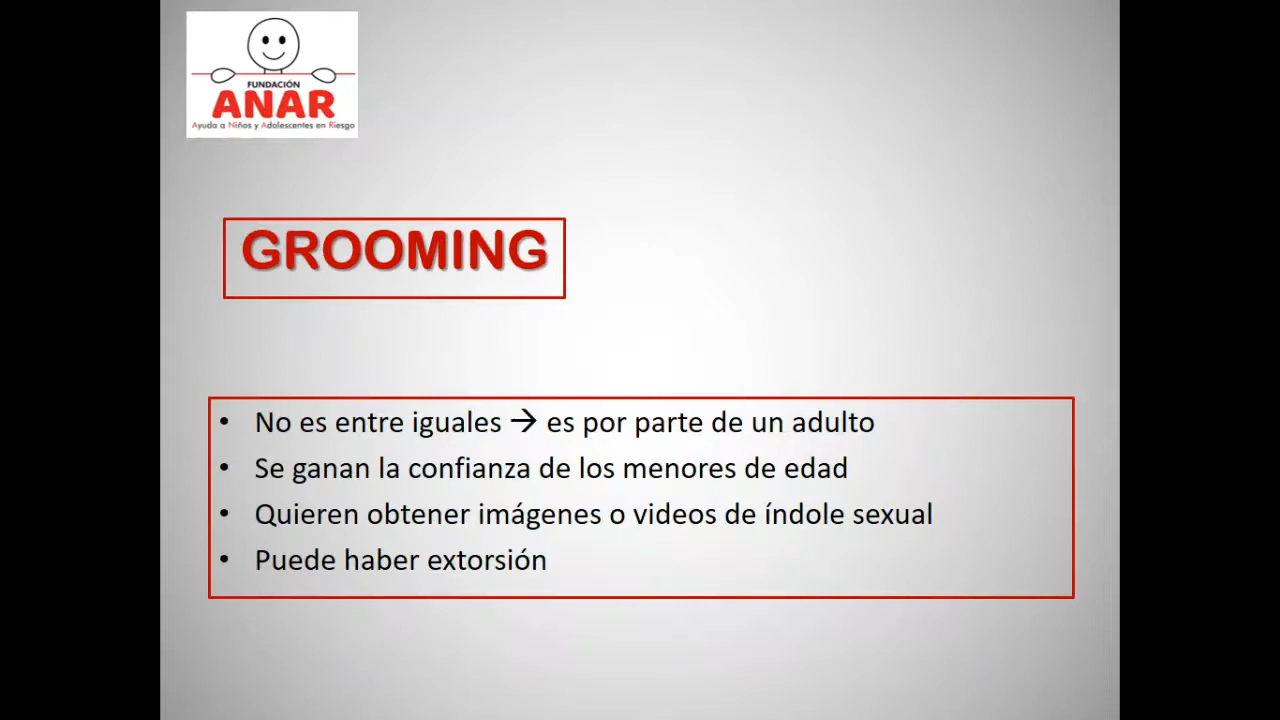 FUNDACIÓN
ANAR
Ayuda a Niños y Adolescentes en Riesgo
GROOMING
• No es entre iguales → es por parte de un adulto
• Se ganan la confianza de los menores de edad
• Quieren obtener imágenes o videos de índole sexual
• Puede haber extorsión